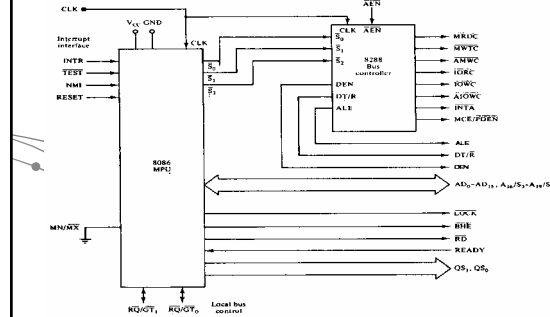 CLK
AEN
VCC GND
CLK
CLK AEN
Interrupt
interface
S0
S0
MRDC
S1
MWTC
INTR
S2
8288
Bus
controller
AMWC
TEST
S1
IORC
NMI
S2
DEN
IOWC
RESET
DT/R
AIOWC
ALE
INTA
MCE/PDEN
ALE
8086
MPU
DT/R
DEN
AD0-AD15, A16/S3-A19/S
LOCK
MN/MX
BHE
RD
READY
QS1, QS0
RQ/GT1
RQ/GT0
Local bus
control